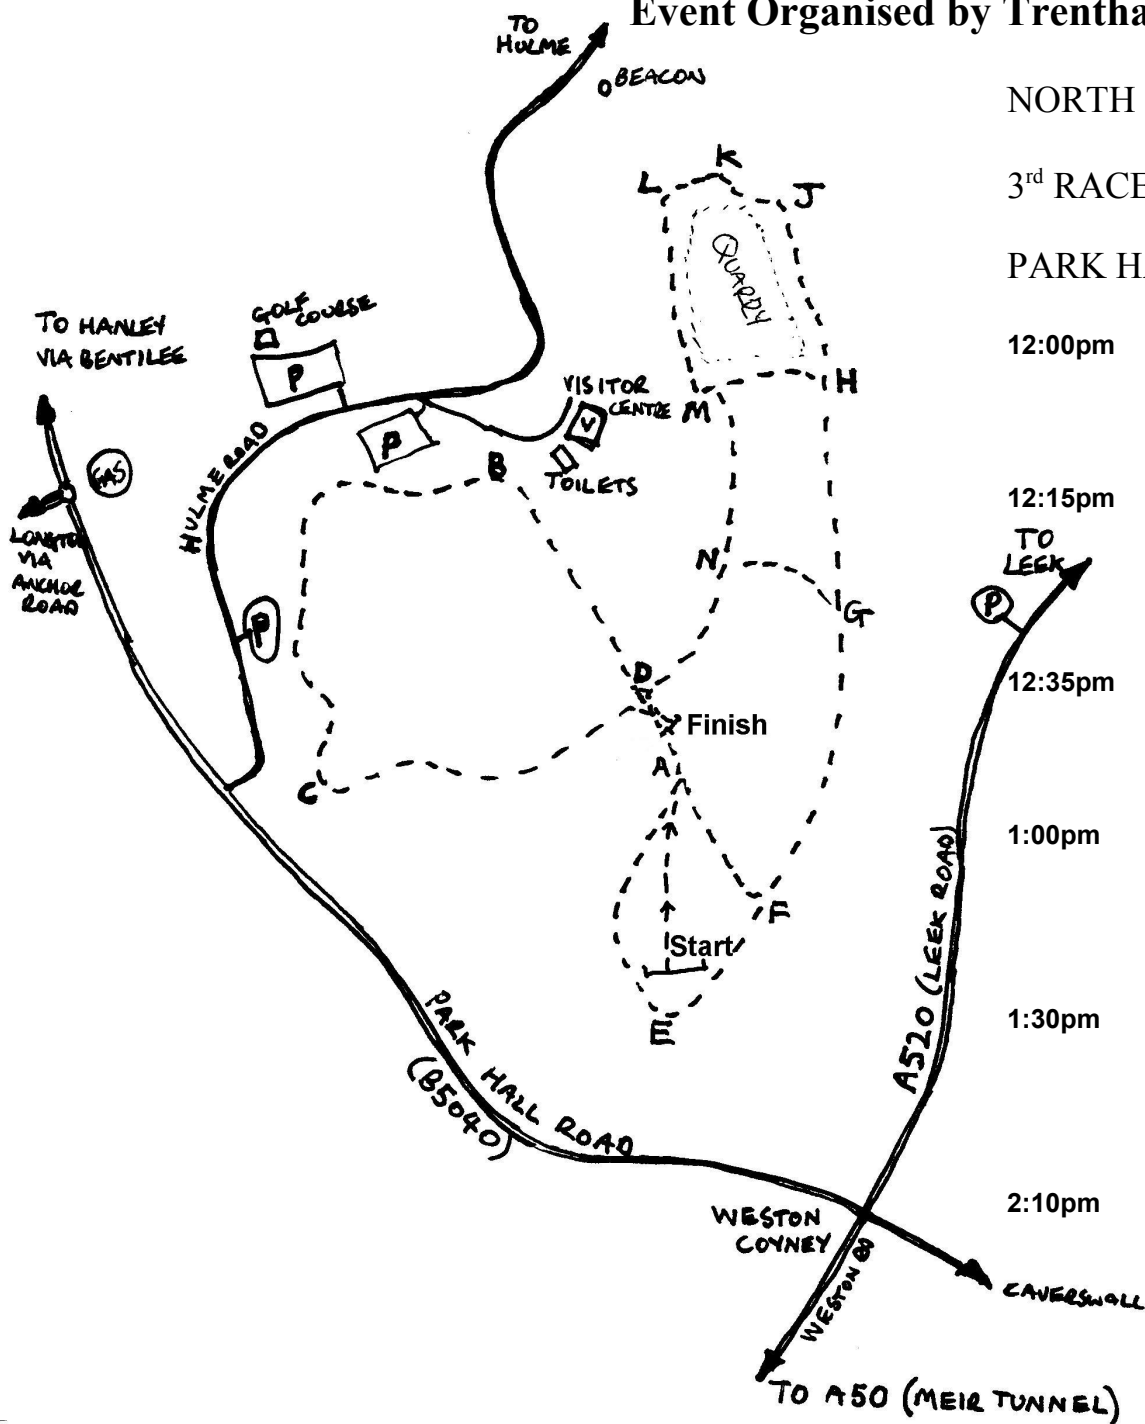 Event Organised by Trentha
TO
HULME
BEACON
NORTH
3rd RACE
PARK HA
K
L
J
QUARRY
GOLF
COURSE
P
TO HANLEY
VIA BENTILEE
12:00pm
VISITOR
CENTRE
V
M
H
P
B
TOILETS
HULME ROAD
GAS
12:15pm
LONGTO
VIA
ANCHOR
ROAD
TO
LEEK
N
G
P
P
D
12:35pm
Finish
A
C
1:00pm
F
Start
E
A520 (LEEK ROAD)
1:30pm
PARK HALL ROAD
(B5040)
2:10pm
WESTON
COYNEY
WESTON RD
CAVERSWALL
TO A50 (MEIR TUNNEL)